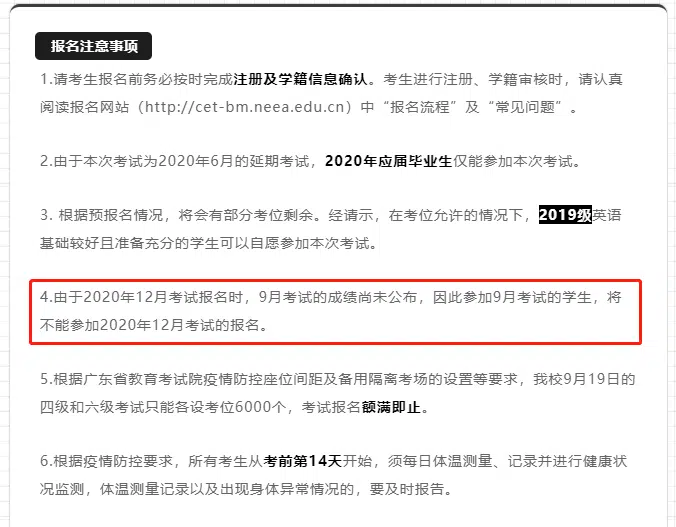 报名注意事项
1.请考生报名前务必按时完成注册及学籍信息确认。考生进行注册、学籍审核时，请认真
阅读报名网站（http://cet-bm.neea.edu.cn）中“报名流程”及“常见问题”。
2.由于本次考试为2020年6月的延期考试，2020年应届毕业生仅能参加本次考试。
3. 根据预报名情况，将会有部分考位剩余。经请示，在考位允许的情况下，2019级英语
基础较好且准备充分的学生可以自愿参加本次考试。
4.由于2020年12月考试报名时，9月考试的成绩尚未公布，因此参加9月考试的学生，将
不能参加2020年12月考试的报名。
5.根据广东省教育考试院疫情防控座位间距及备用隔离考场的设置等要求，我校9月19日的
四级和六级考试只能各设考位6000个，考试报名额满即止。
6.根据疫情防控要求，所有考生从考前第14天开始，须每日体温测量、记录并进行健康状
况监测，体温测量记录以及出现身体异常情况的，要及时报告。